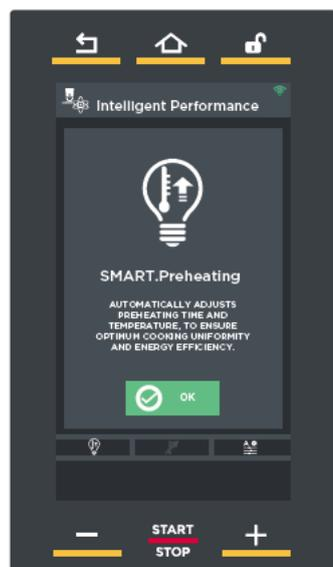 Intelligent Performance
SMART.Preheating
AUTOMATICALLY ADJUSTS
PREHEATING TIME AND
TEMPERATURE, TO ENSURE
OPTIMUM COOKING UNIFORMITY
AND ENERGY EFFICIENCY.
OK
START
STOP